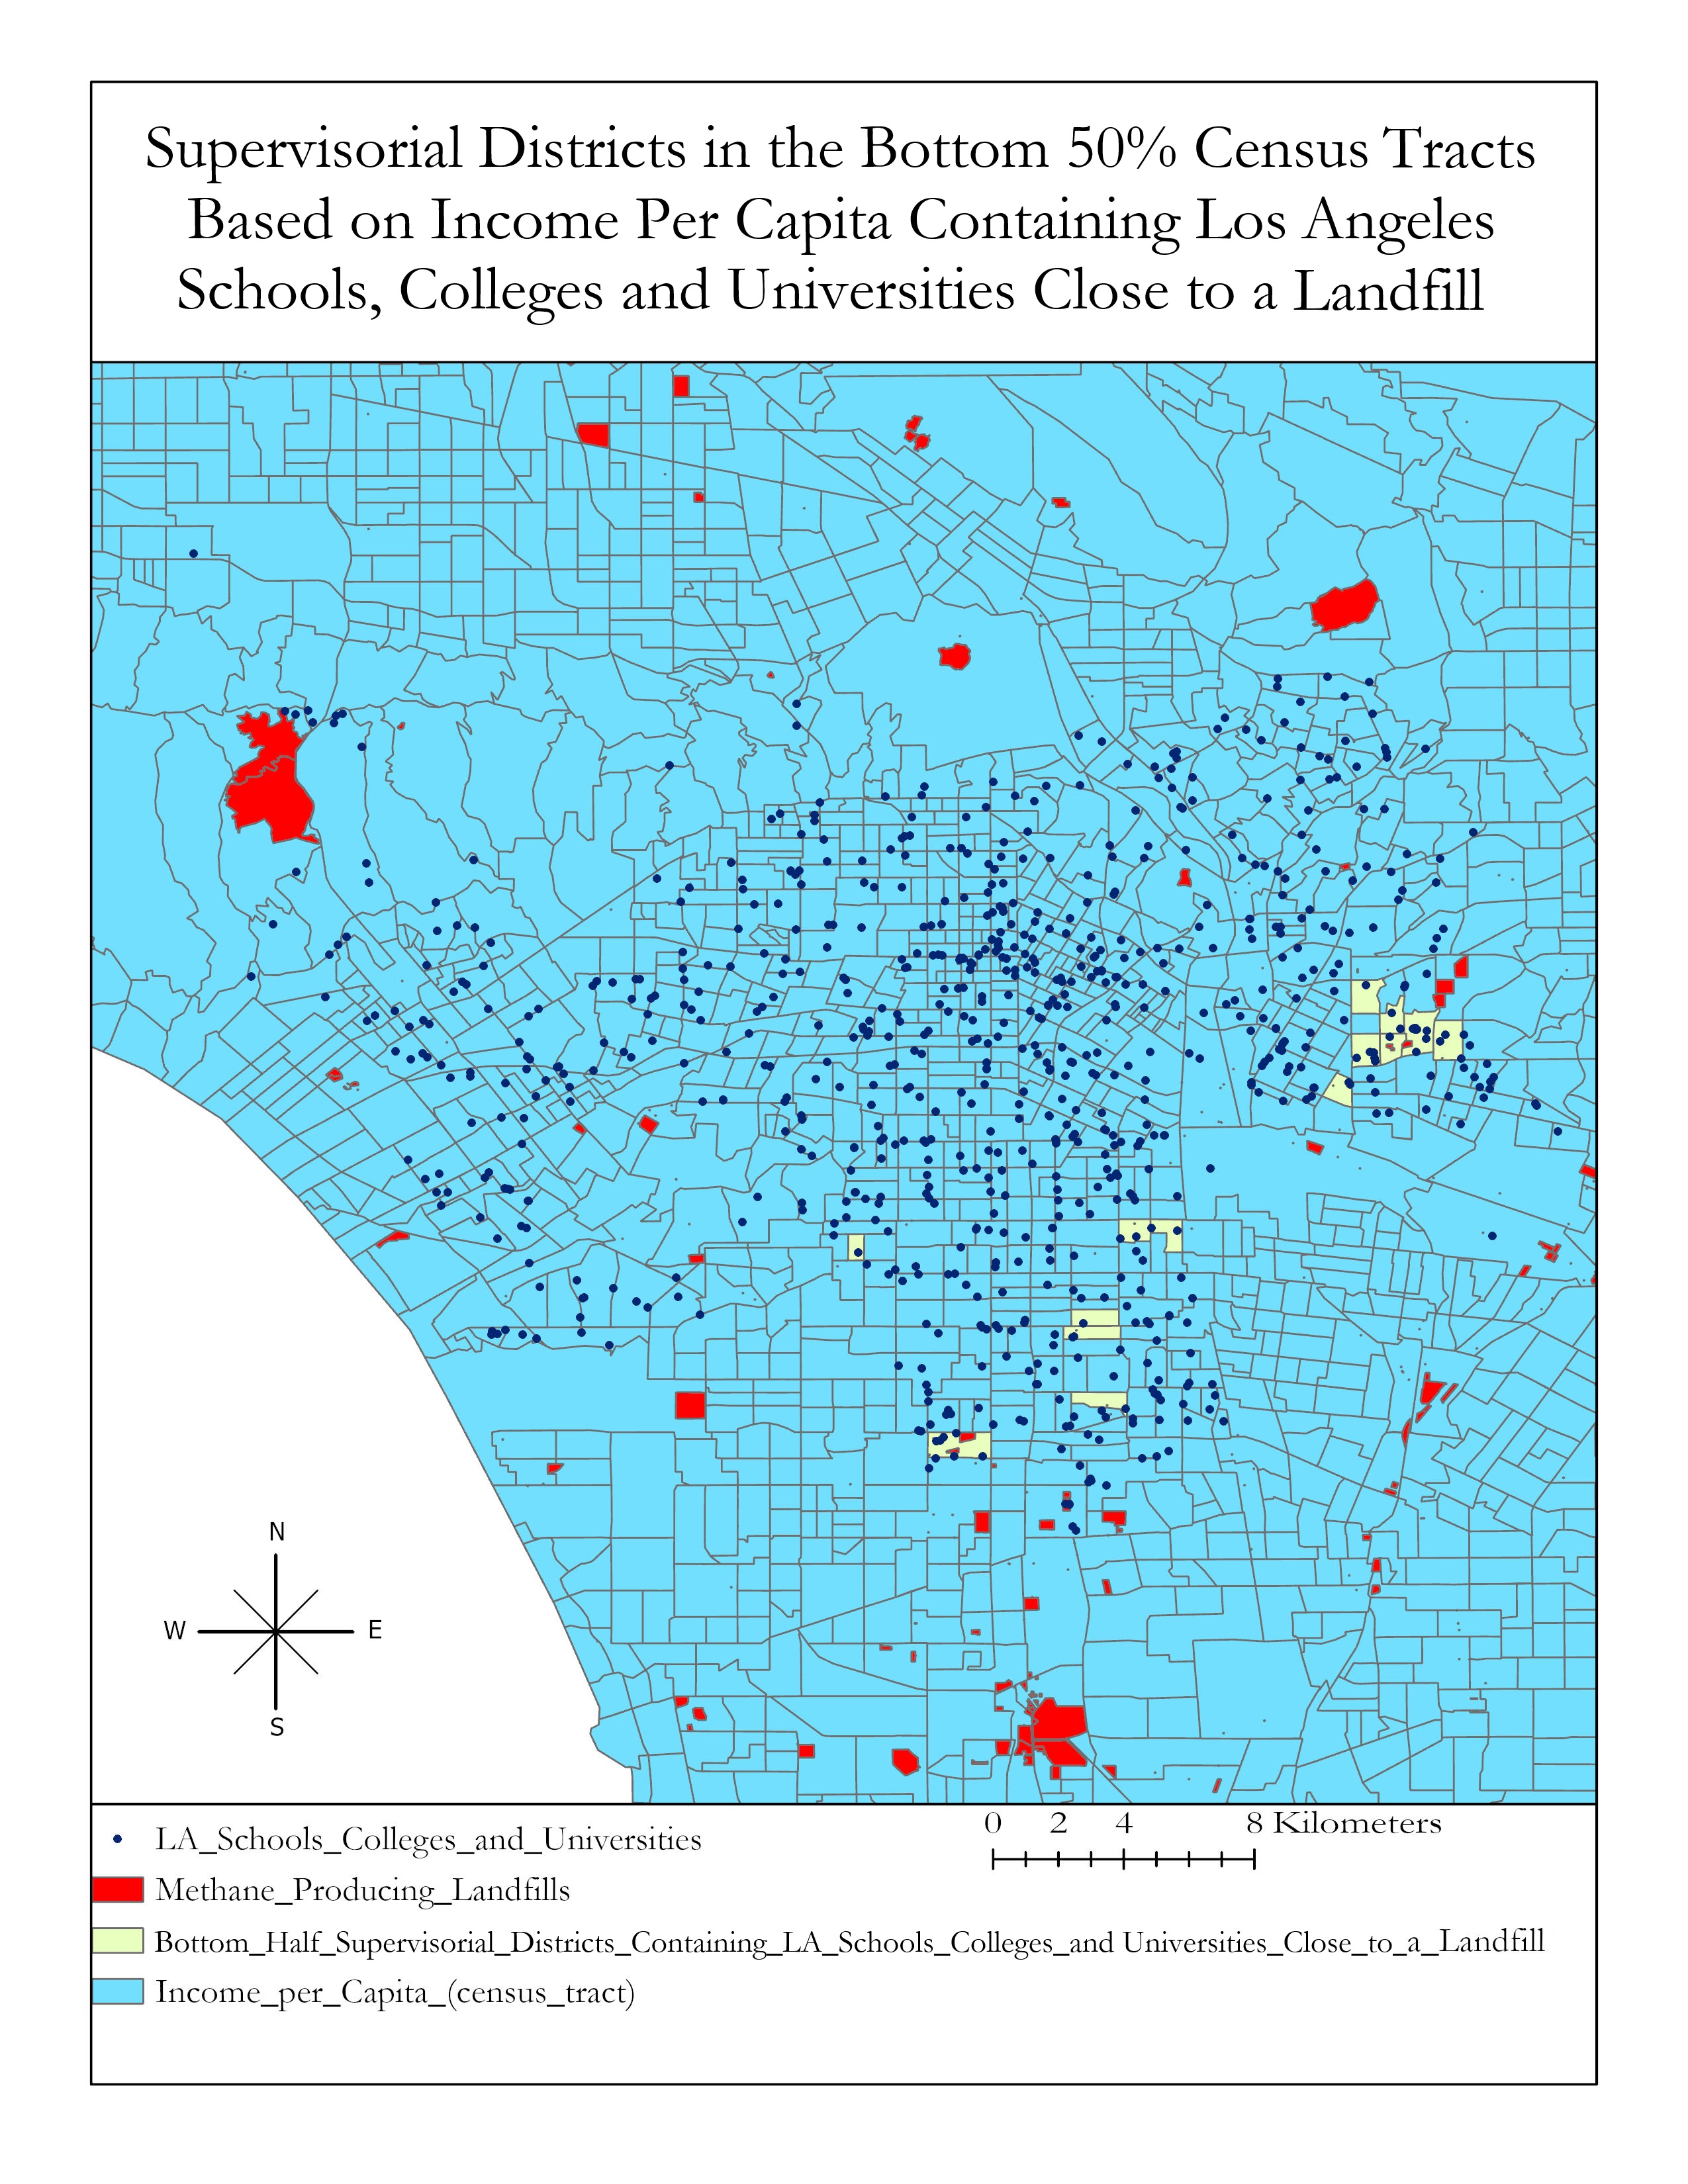 Supervisorial Districts in the Bottom 50% Census Tracts
Based on Income Per Capita Containing Los Angeles
Schools, Colleges and Universities Close to a Landfill
N
W E
S
0 2 4 8 Kilometers
LA_Schools_Colleges_and_Universities
Methane_Producing_Landfills
Bottom_Half_Supervisorial_Districts_Containing_LA_Schools_Colleges_and Universities_Close_to_a_Landfill
Income_per_Capita_(census_tract)